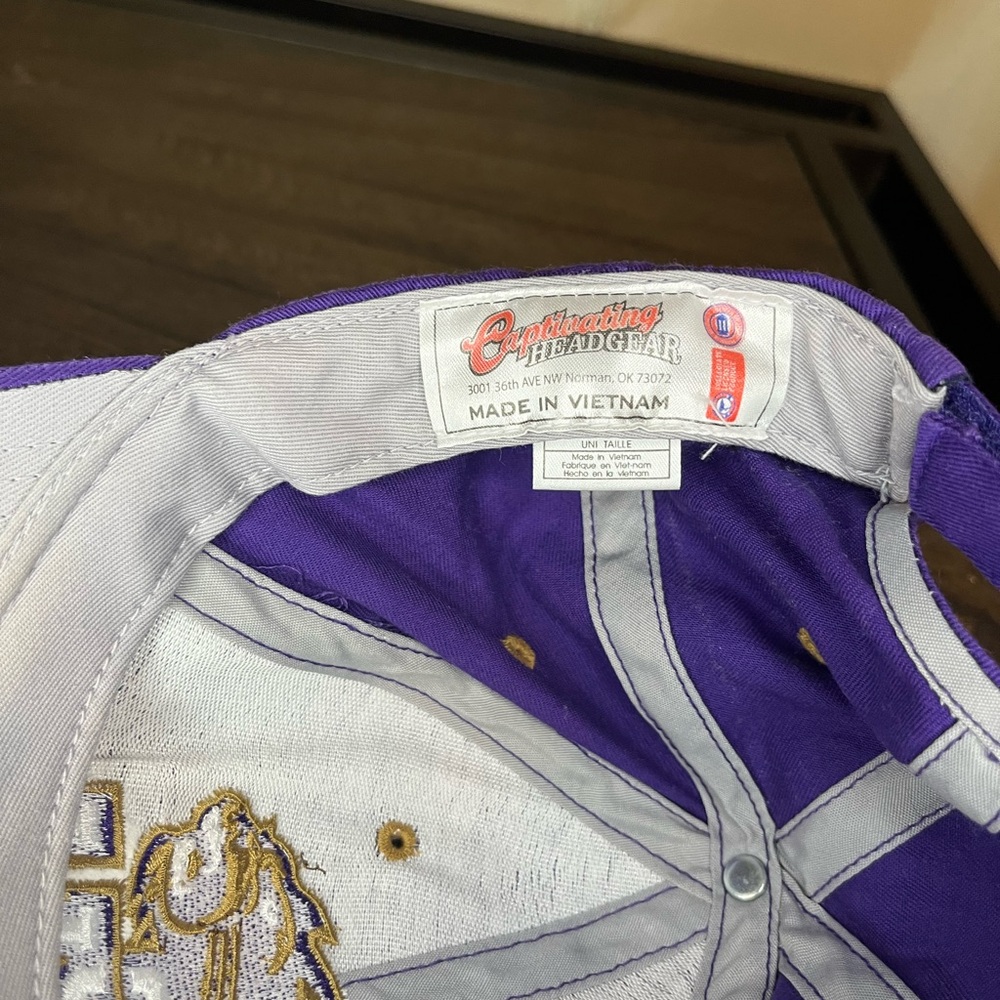 Captivating
HEADGEAR
3001 36th AVE NW Norman, OK 73072
MADE IN VIETNAM
UNI TAILLE
Made in Vietnam
Fabrique en Viet-nam
Hecho en la vietnam